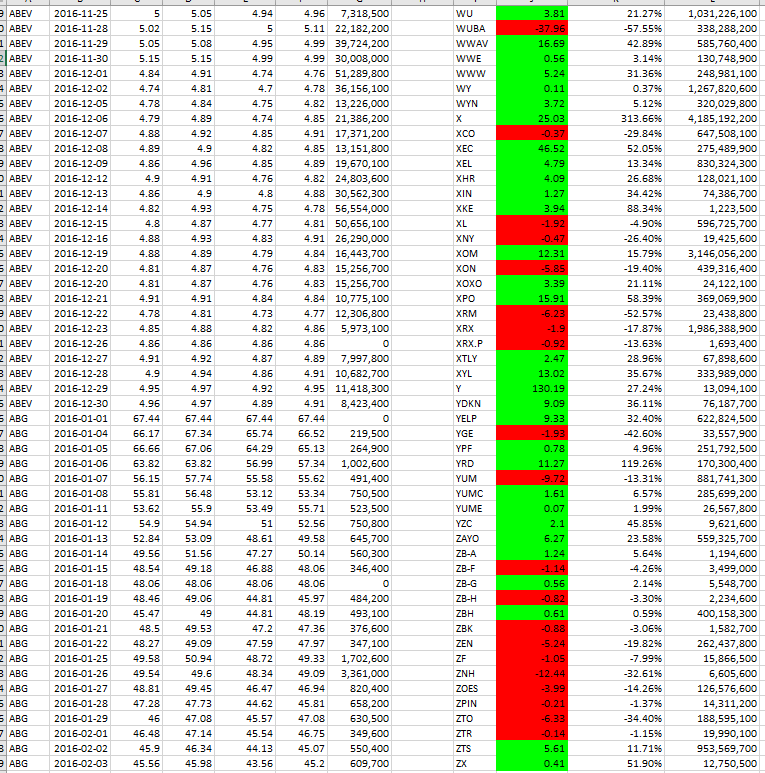 ABEV 2016-11-25 5 5.05 4.94 4.96 7,318,500 WU 3.81 21.27% 1,031,226,100
ABEV 2016-11-28 5.02 5.15 5 5.11 22,182,200 WUBA -37.96 -57.55% 338,288,200
ABEV 2016-11-29 5.05 5.08 4.95 4.99 39,724,200 WWAV 16.69 42.89% 585,760,400
ABEV 2016-11-30 5.15 5.15 4.99 4.99 30,008,000 WWE 0.56 3.14% 130,748,900
ABEV 2016-12-01 4.84 4.91 4.74 4.76 51,289,800 WWW 5.24 31.36% 248,981,100
ABEV 2016-12-02 4.74 4.81 4.7 4.78 36,156,100 WY 0.11 0.37% 1,267,820,600
ABEV 2016-12-05 4.78 4.84 4.75 4.82 13,226,000 WYN 3.72 5.12% 320,029,800
ABEV 2016-12-06 4.79 4.89 4.74 4.85 21,386,200 X 25.03 313.66% 4,185,192,200
ABEV 2016-12-07 4.88 4.92 4.85 4.91 17,371,200 XCO -0.37 -29.84% 647,508,100
ABEV 2016-12-08 4.89 4.9 4.82 4.85 13,151,800 XEC 46.52 52.05% 275,489,900
ABEV 2016-12-09 4.86 4.96 4.85 4.89 19,670,100 XEL 4.79 13.34% 830,324,300
ABEV 2016-12-12 4.9 4.91 4.76 4.82 24,803,600 XHR 4.09 26.68% 128,021,100
ABEV 2016-12-13 4.86 4.9 4.8 4.88 30,562,300 XIN 1.27 34.42% 74,386,700
ABEV 2016-12-14 4.82 4.93 4.75 4.78 56,554,000 XKE 3.94 88.34% 1,223,500
ABEV 2016-12-15 4.8 4.87 4.77 4.81 50,656,100 XL -1.92 -4.90% 596,725,700
ABEV 2016-12-16 4.88 4.93 4.83 4.91 26,290,000 XNY -0.47 -26.40% 19,425,600
ABEV 2016-12-19 4.88 4.89 4.79 4.84 16,443,700 XOM 12.31 15.79% 3,146,056,200
ABEV 2016-12-20 4.81 4.87 4.76 4.83 15,256,700 XON -5.85 -19.40% 439,316,400
ABEV 2016-12-20 4.81 4.87 4.76 4.83 15,256,700 XOXO 3.39 21.11% 24,122,100
ABEV 2016-12-21 4.91 4.91 4.84 4.84 10,775,100 XPO 15.91 58.39% 369,069,900
ABEV 2016-12-22 4.78 4.81 4.73 4.77 12,306,800 XRM -6.23 -52.57% 23,438,800
ABEV 2016-12-23 4.85 4.88 4.82 4.86 5,973,100 XRX -1.9 -17.87% 1,986,388,900
ABEV 2016-12-26 4.86 4.86 4.86 4.86 0 XRX.P -0.92 -13.63% 1,693,400
ABEV 2016-12-27 4.91 4.92 4.87 4.89 7,997,800 XTLY 2.47 28.96% 67,898,600
ABEV 2016-12-28 4.9 4.94 4.86 4.91 10,682,700 XYL 13.02 35.67% 333,989,000
ABEV 2016-12-29 4.95 4.97 4.92 4.95 11,418,300 Y 130.19 27.24% 13,094,100
ABEV 2016-12-30 4.96 4.97 4.89 4.91 8,423,400 YDKN 9.09 36.11% 76,187,700
ABG 2016-01-01 67.44 67.44 67.44 67.44 0 YELP 9.33 32.40% 622,824,500
ABG 2016-01-04 66.17 67.34 65.74 66.52 219,500 YGE -1.93 -42.60% 33,557,900
ABG 2016-01-05 66.66 67.06 64.29 65.13 264,900 YPF 0.78 4.96% 251,792,500
ABG 2016-01-06 63.82 63.82 56.99 57.34 1,002,600 YRD 11.27 119.26% 170,300,400
ABG 2016-01-07 56.15 57.74 55.58 55.62 491,400 YUM -9.72 -13.31% 881,741,300
ABG 2016-01-08 55.81 56.48 53.12 53.34 750,500 YUMC 1.61 6.57% 285,699,200
ABG 2016-01-11 53.62 55.9 53.49 55.71 523,500 YUME 0.07 1.99% 26,567,800
ABG 2016-01-12 54.9 54.94 51 52.56 750,800 YZC 2.1 45.85% 9,621,600
ABG 2016-01-13 52.84 53.09 48.61 49.58 645,700 ZAYO 6.27 23.58% 559,325,700
ABG 2016-01-14 49.56 51.56 47.27 50.14 560,300 ZB-A 1.24 5.64% 1,194,600
ABG 2016-01-15 48.54 49.18 46.88 48.06 346,400 ZB-F -1.14 -4.26% 3,499,000
ABG 2016-01-18 48.06 48.06 48.06 48.06 0 ZB-G 0.56 2.14% 5,548,700
ABG 2016-01-19 48.46 49.06 44.81 45.97 484,200 ZB-H -0.82 -3.30% 2,234,600
ABG 2016-01-20 45.47 49 44.81 48.19 493,100 ZBH 0.61 0.59% 400,158,300
ABG 2016-01-21 48.5 49.53 47.2 47.36 376,600 ZBK -0.88 -3.06% 1,582,700
ABG 2016-01-22 48.27 49.09 47.59 47.97 347,100 ZEN -5.24 -19.82% 262,437,800
ABG 2016-01-25 49.58 50.94 48.72 49.33 1,702,600 ZF -1.05 -7.99% 15,866,500
ABG 2016-01-26 49.54 49.6 48.34 49.09 3,361,000 ZNH -12.44 -32.61% 6,605,600
ABG 2016-01-27 48.81 49.45 46.47 46.94 820,400 ZOES -3.99 -14.26% 126,576,600
ABG 2016-01-28 47.28 47.73 44.62 45.81 658,200 ZPIN -0.21 -1.37% 14,311,200
ABG 2016-01-29 46 47.08 45.57 47.08 630,500 ZTO -6.33 -34.40% 188,595,100
ABG 2016-02-01 46.48 47.14 45.54 46.75 349,600 ZTR -0.14 -1.15% 19,990,100
ABG 2016-02-02 45.9 46.34 44.13 45.07 550,400 ZTS 5.61 11.71% 953,569,700
ABG 2016-02-03 45.56 45.98 43.56 45.2 609,700 ZX 0.41 51.90% 12,750,500